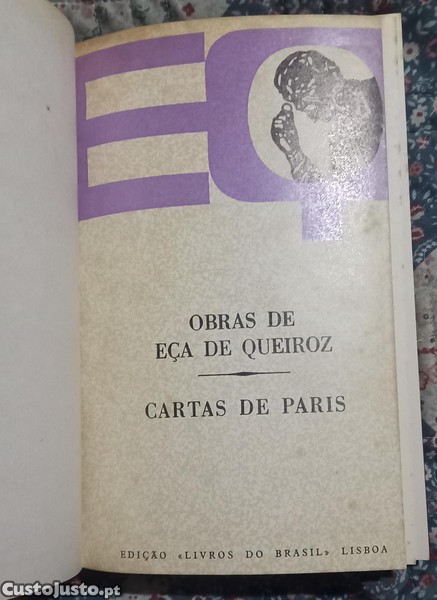 EQ
OBRAS DE
EÇA DE QUEIROZ
CARTAS DE PARIS
EDIÇÃO «LIVROS DO BRASIL» LISBOA
CustoJusto.pt